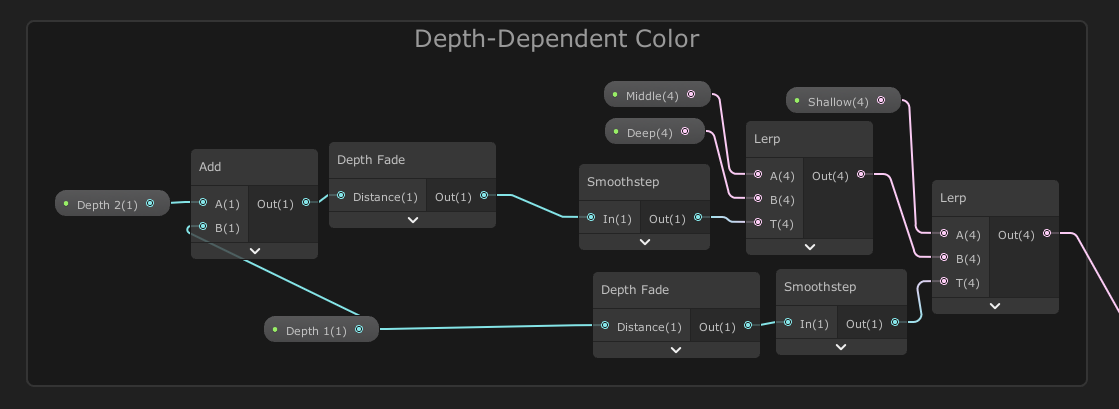 Depth-Dependent Color
Middle(4)
Shallow(4)
Deep(4)
Lerp
A(4)
Out(4)
B(4)
T(4)
Add
A(1)
Out(1)
B(1)
Depth Fade
Distance(1)
Out(1)
Smoothstep
In(1)
Out(1)
Depth 2(1)
Lerp
A(4)
Out(4)
B(4)
T(4)
Depth Fade
Distance(1)
Out(1)
Smoothstep
In(1)
Out(1)
Depth 1(1)